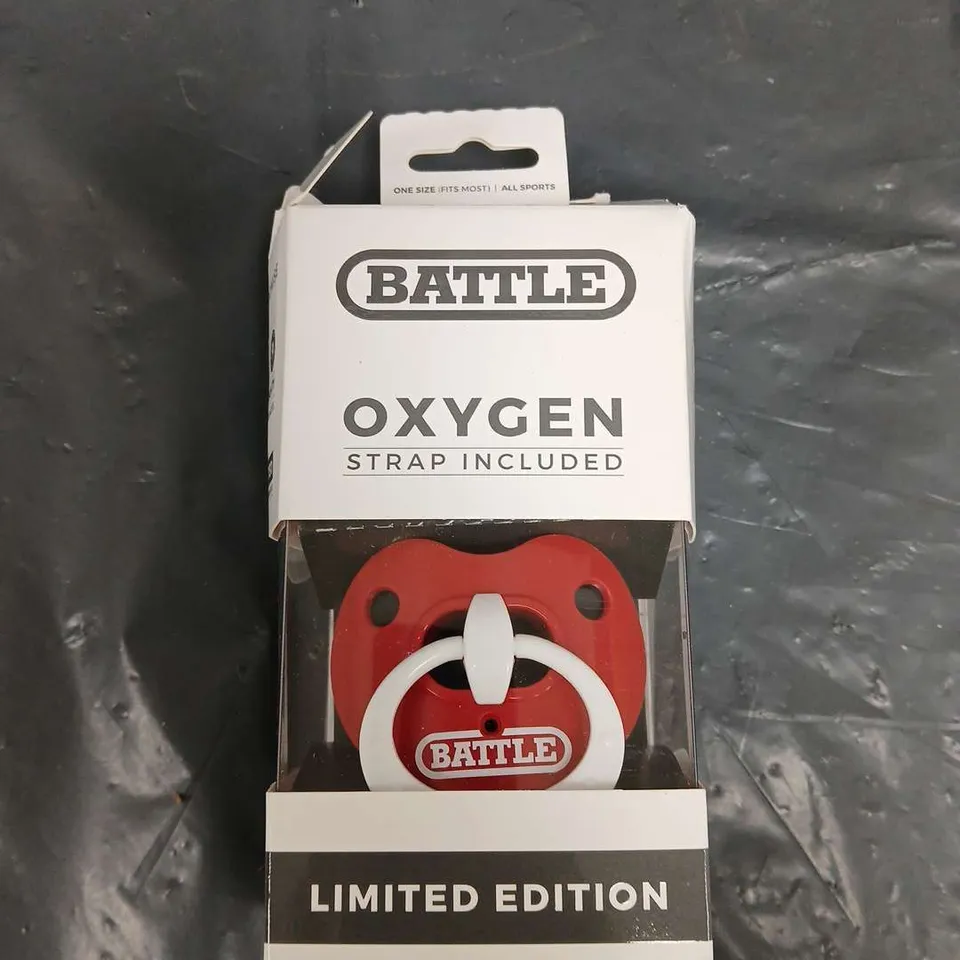 ONE SIZE (FITS MOST) | ALL SPORTS
BATTLE
OXYGEN
STRAP INCLUDED
BATTLE
LIMITED EDITION